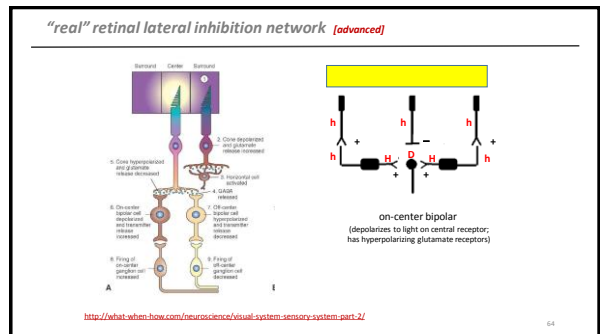 “real” retinal lateral inhibition network [advanced]
Surround Center Surround
1
2: Cone depolarized
and glutamate
release increased
5: Cone hyperpolarized
and glutamate
release decreased
3: Horizontal cell
activated
4: GABA
released
6: On-center
bipolar cell
depolarized
and transmitter
release
increased
7: Off-center
bipolar cell
hyperpolarized
and transmitter
release
decreased
8: Firing of
on-center
ganglion cell
increased
9: Firing of
off-center
ganglion cell
decreased
A
h h h
+ − +
h H D H h
+ +
on-center bipolar
(depolarizes to light on central receptor;
has hyperpolarizing glutamate receptors)
http://what-when-how.com/neuroscience/visual-system-sensory-system-part-2/
64